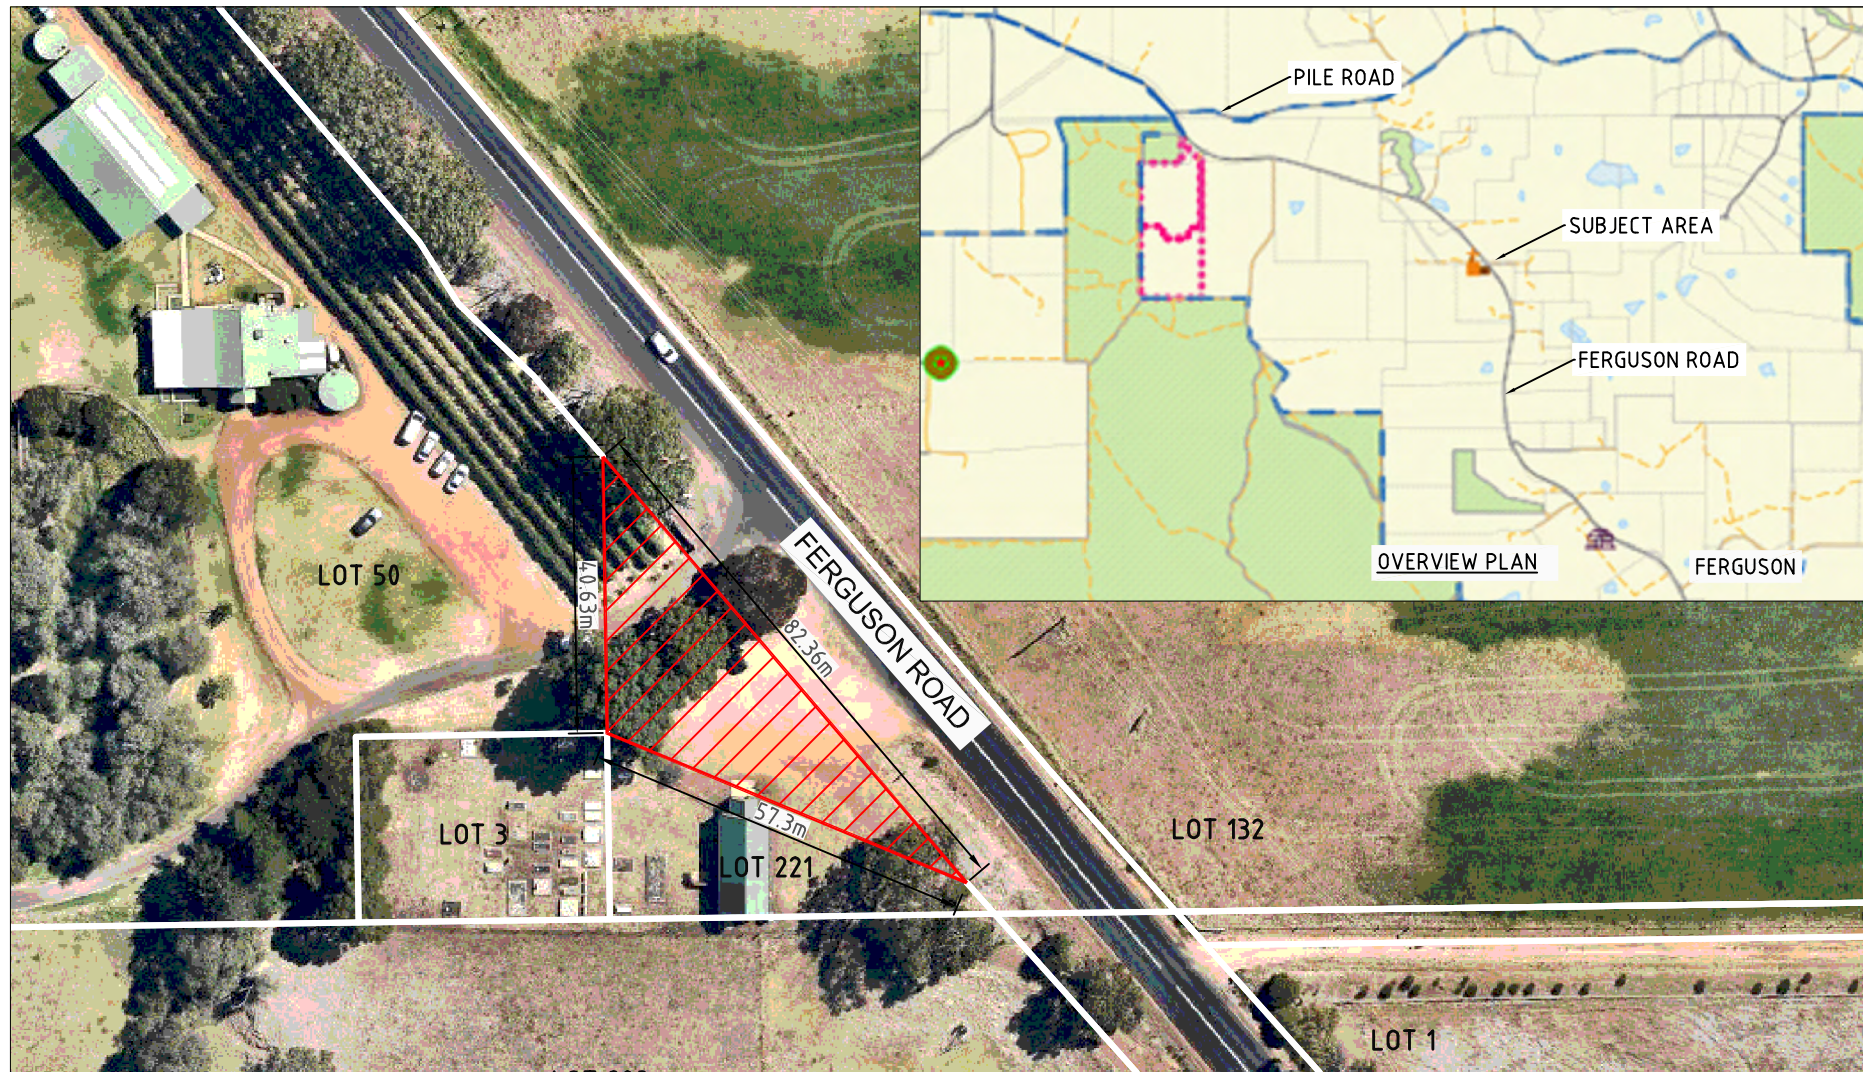 PILE ROAD
SUBJECT AREA
FERGUSON ROAD
OVERVIEW PLAN
FERGUSON
LOT 50
40.63m
82.36m
FERGUSON ROAD
57.3m
LOT 3
LOT 221
LOT 132
LOT 1